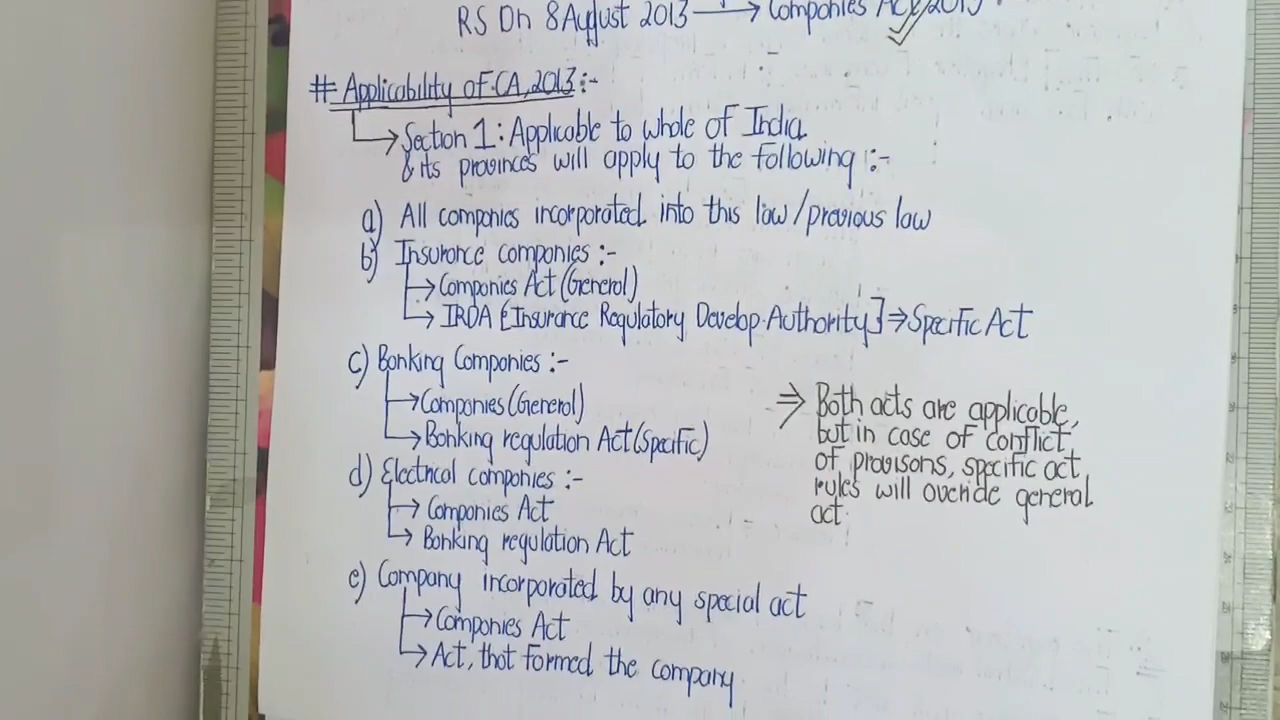 RS On 8 August 2013 → Companies Act, 2013.
# Applicability of CA, 2013 :-
→ Section 1 : Applicable to whole of India
& its provinces will apply to the following :-
a) All companies incorporated into this law / previous law
b) Insurance companies :-
→ Companies Act (General)
→ IRDA [Insurance Regulatory Develop. Authority] ⇒ Specific Act
c) Banking Companies :-
→ Companies (General)
→ Banking regulation Act (Specific)
⇒ Both acts are applicable,
but in case of conflict
of provisons, specific act
rules will override general
act.
d) Electrical companies :-
→ Companies Act
→ Banking regulation Act
e) Company incorporated by any special act
→ Companies Act
→ Act, that formed the company